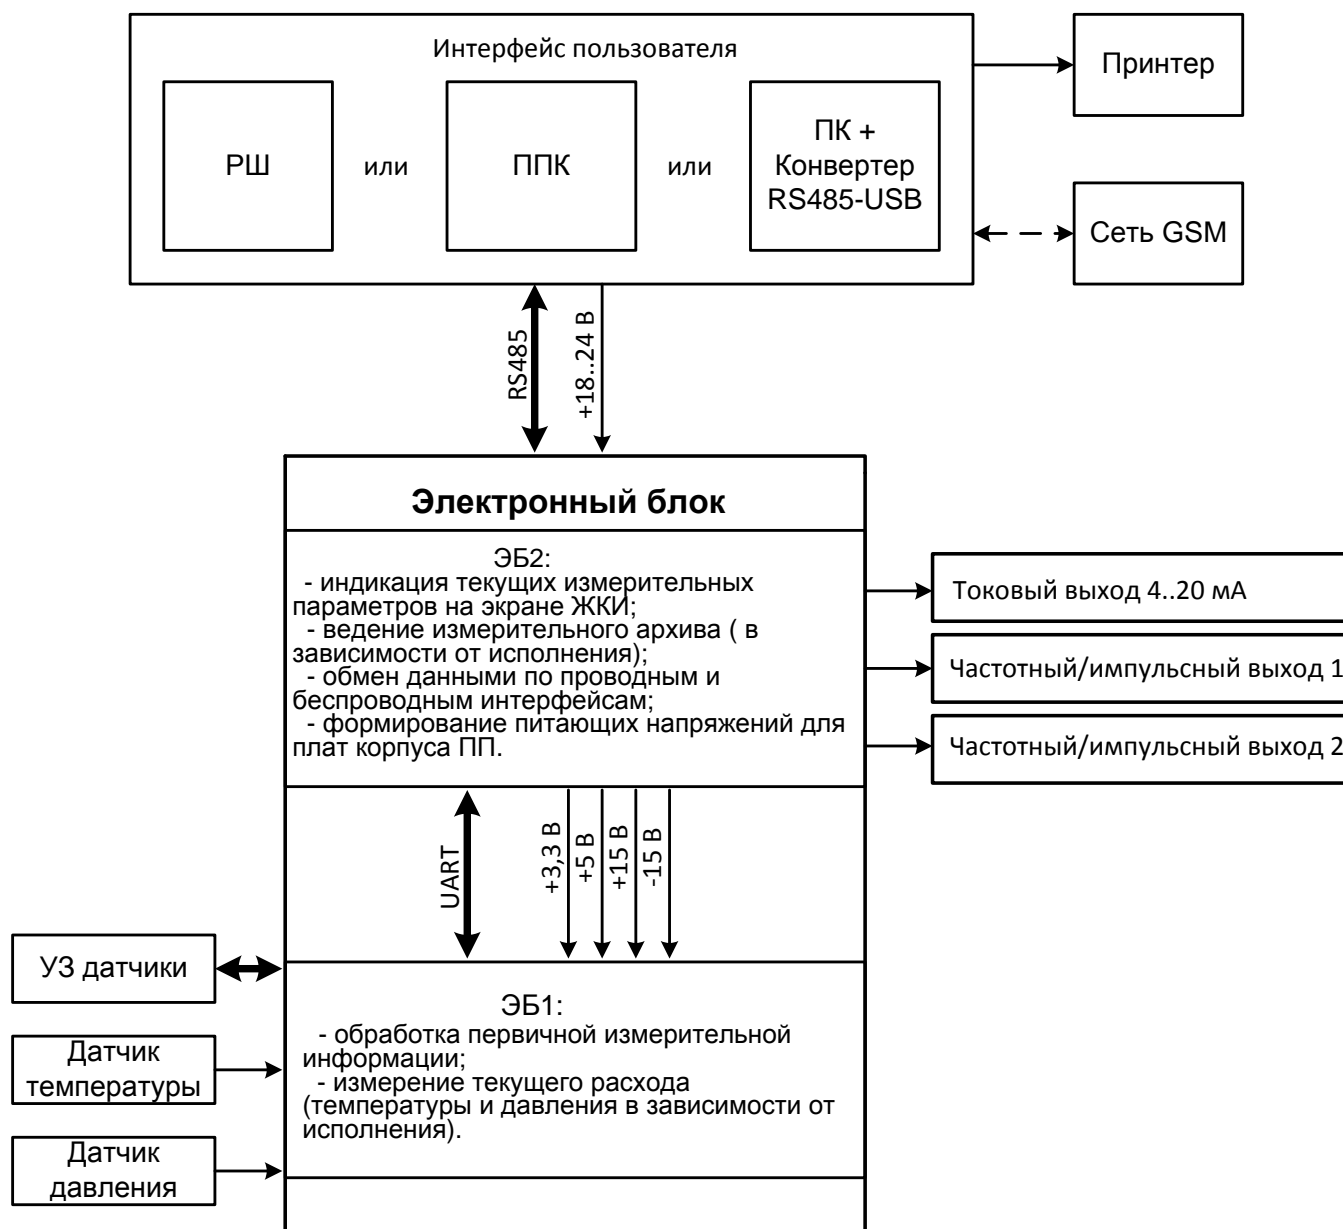 Интерфейс пользователя
РШ
или
ППК
или
ПК +
Конвертер
RS485-USB
Принтер
Сеть GSM
RS485
+18..24 В
Электронный блок
ЭБ2:
- индикация текущих измерительных
параметров на экране ЖКИ;
- ведение измерительного архива ( в
зависимости от исполнения);
- обмен данными по проводным и
беспроводным интерфейсам;
- формирование питающих напряжений для
плат корпуса ПП.
Токовый выход 4..20 мА
Частотный/импульсный выход 1
Частотный/импульсный выход 2
UART
+3,3 В
+5 В
+15 В
-15 В
УЗ датчики
Датчик
температуры
Датчик
давления
ЭБ1:
- обработка первичной измерительной
информации;
- измерение текущего расхода
(температуры и давления в зависимости от
исполнения).